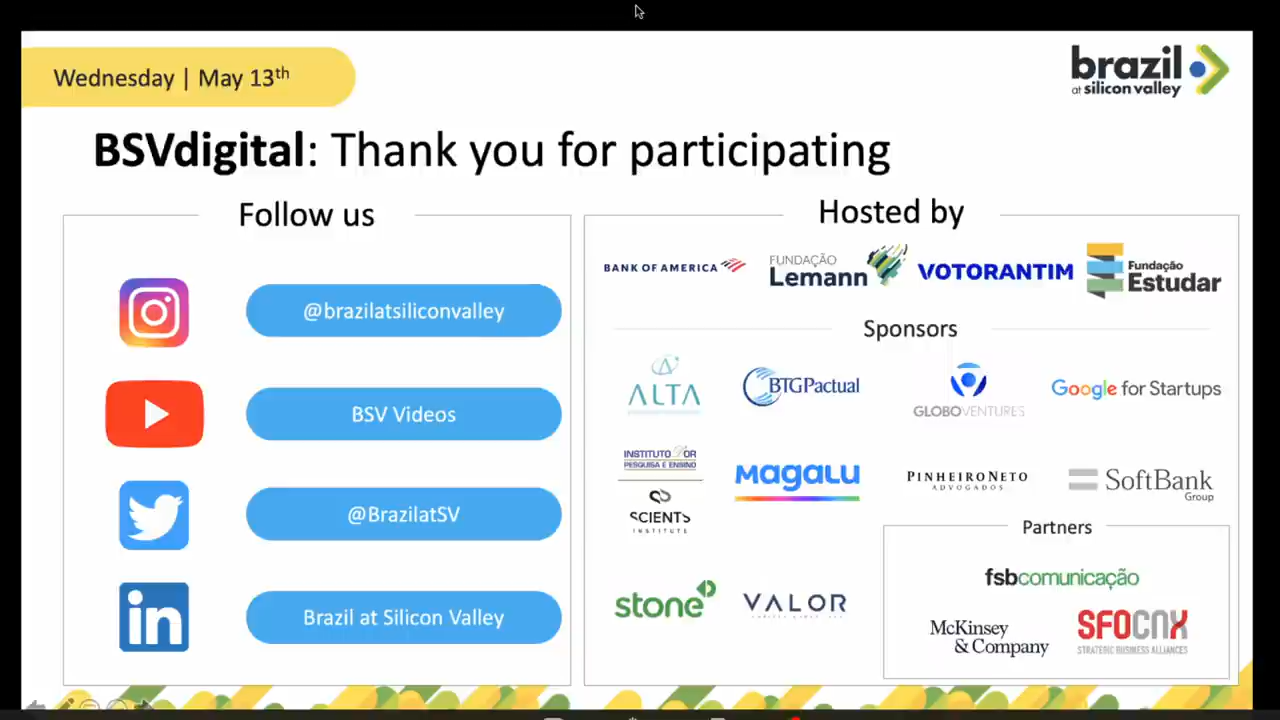 Wednesday | May 13th
brazil
at silicon valley
BSVdigital: Thank you for participating
Follow us
@brazilatsiliconvalley
BSV Videos
@BrazilatSV
in
Brazil at Silicon Valley
Hosted by
BANK OF AMERICA
FUNDAÇÃO
Lemann
VOTORANTIM
Fundação
Estudar
Sponsors
ALTA
BTGPactual
GLOBOVENTURES
Google for Startups
INSTITUTO D'OR
PESQUISA E ENSINO
SCIENTS
INSTITUTE
MAGALU
PINHEIRONETO
ADVOGADOS
SoftBank
Group
stone
VALOR
Partners
fsbcomunicação
McKinsey
& Company
SFOCNX
STRATEGIC BUSINESS ALLIANCES